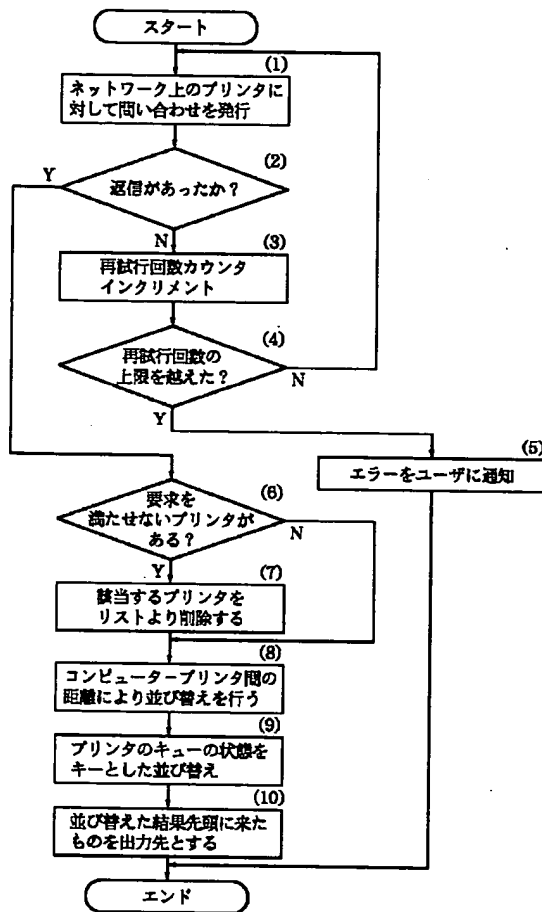 スタート
(1)
ネットワーク上のプリンタに
対して問い合わせを発行
(2)
Y
返信があったか?
N
(3)
再試行回数カウンタ
インクリメント
(4)
再試行回数の
上限を越えた?
N
Y
(5)
エラーをユーザに通知
(6)
要求を
満たせないプリンタが
ある?
N
Y
(7)
該当するプリンタを
リストより削除する
(8)
コンピュータープリンタ間の
距離により並び替えを行う
(9)
プリンタのキューの状態を
キーとした並び替え
(10)
並び替えた結果先頭に来た
ものを出力先とする
エンド